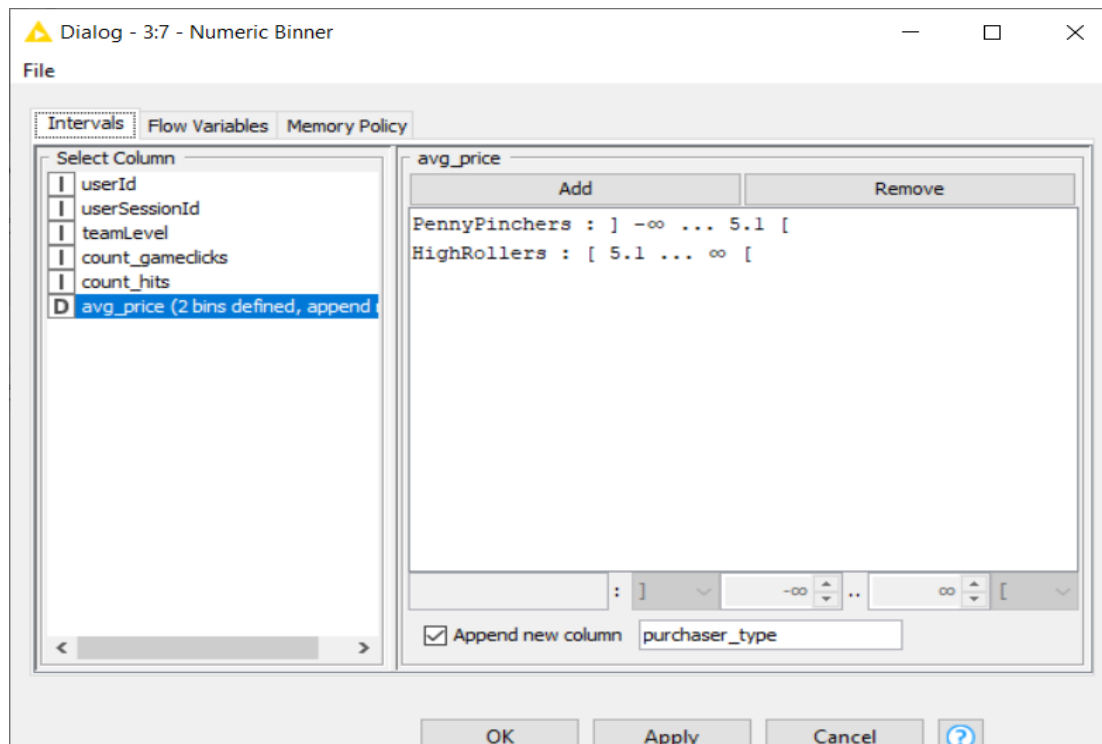 Dialog - 3:7 - Numeric Binner
File
Intervals Flow Variables Memory Policy
Select Column
I userId
I userSessionId
I teamLevel
I count_gameclicks
I count_hits
D avg_price (2 bins defined, append
avg_price
Add Remove
PennyPinchers : ] -∞ ... 5.1 [
HighRollers : [ 5.1 ... ∞ [
: ] -∞ .. ∞ [
Append new column purchaser_type
OK Apply Cancel ?